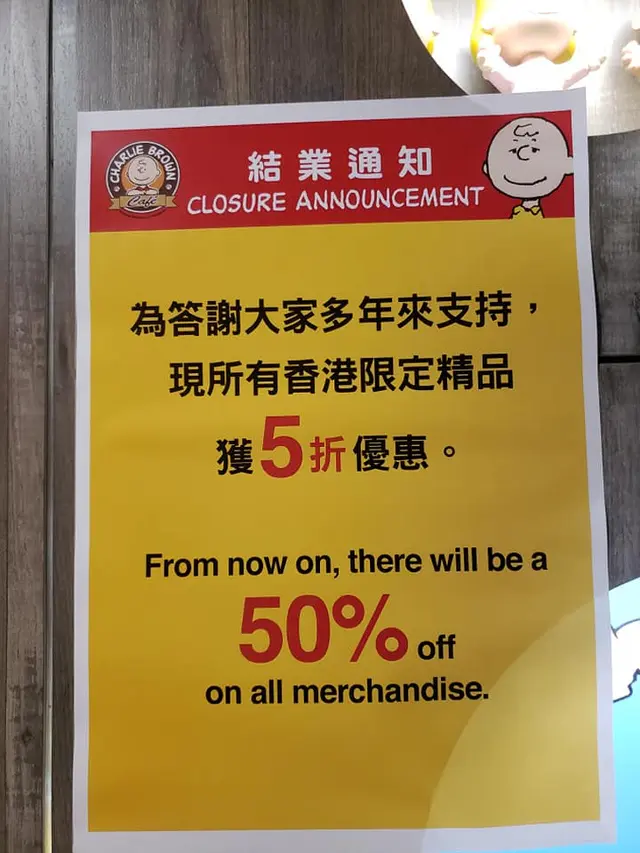 CHARLIE BROWN
Café
結業通知
CLOSURE ANNOUNCEMENT
為答謝大家多年來支持，
現所有香港限定精品
獲5折優惠。
From now on, there will be a
50% off
on all merchandise.